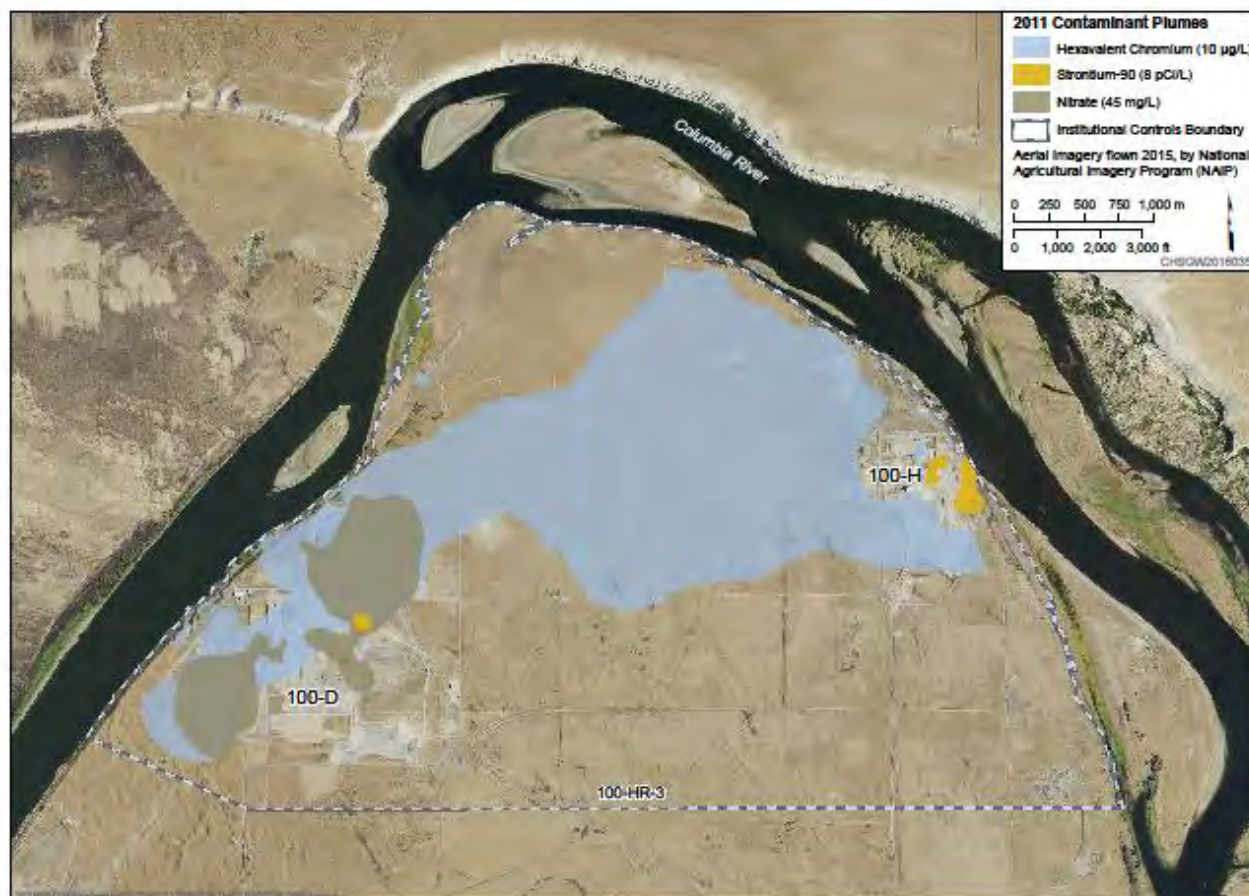 2011 Contaminant Plumes
Hexavalent Chromium (10 µg/L)
Strontium-90 (8 pCi/L)
Nitrate (45 mg/L)
Institutional Controls Boundary
Aerial Imagery flown 2015, by National
Agricultural Imagery Program (NAIP)
0 250 500 750 1,000 m
0 1,000 2,000 3,000 ft
Columbia River
100-H
100-D
100-HR-3